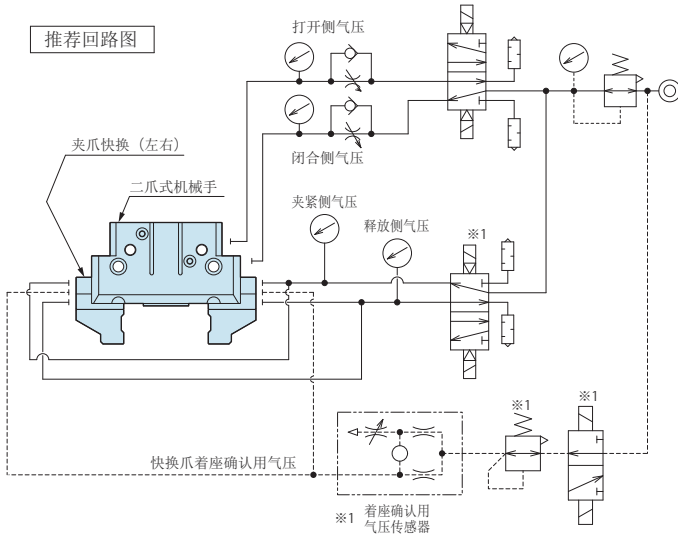 推荐回路图
打开侧气压
闭合侧气压
夹爪快换（左右）
二爪式机械手
夹紧侧气压
释放侧气压
※1
※1
※1
快换爪着座确认用气压
※1 着座确认用
气压传感器